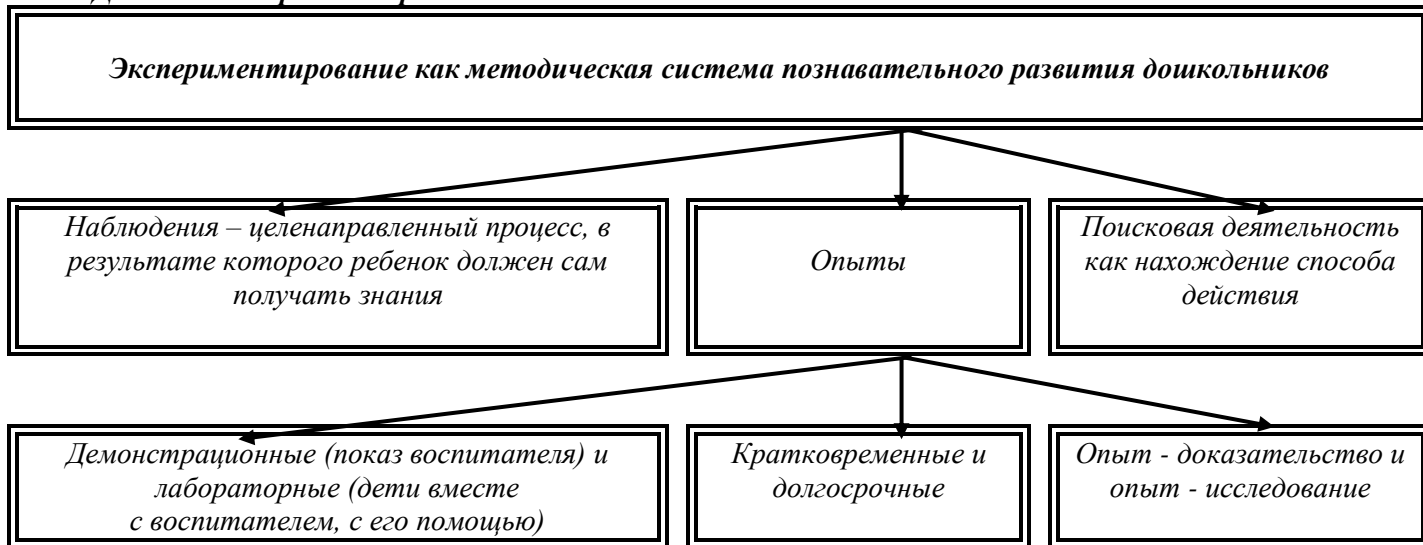 Экспериментирование как методическая система познавательного развития дошкольников
Наблюдения – целенаправленный процесс, в
результате которого ребенок должен сам
получать знания
Опыты
Поисковая деятельность
как нахождение способа
действия
Демонстрационные (показ воспитателя) и
лабораторные (дети вместе
с воспитателем, с его помощью)
Кратковременные и
долгосрочные
Опыт - доказательство и
опыт - исследование